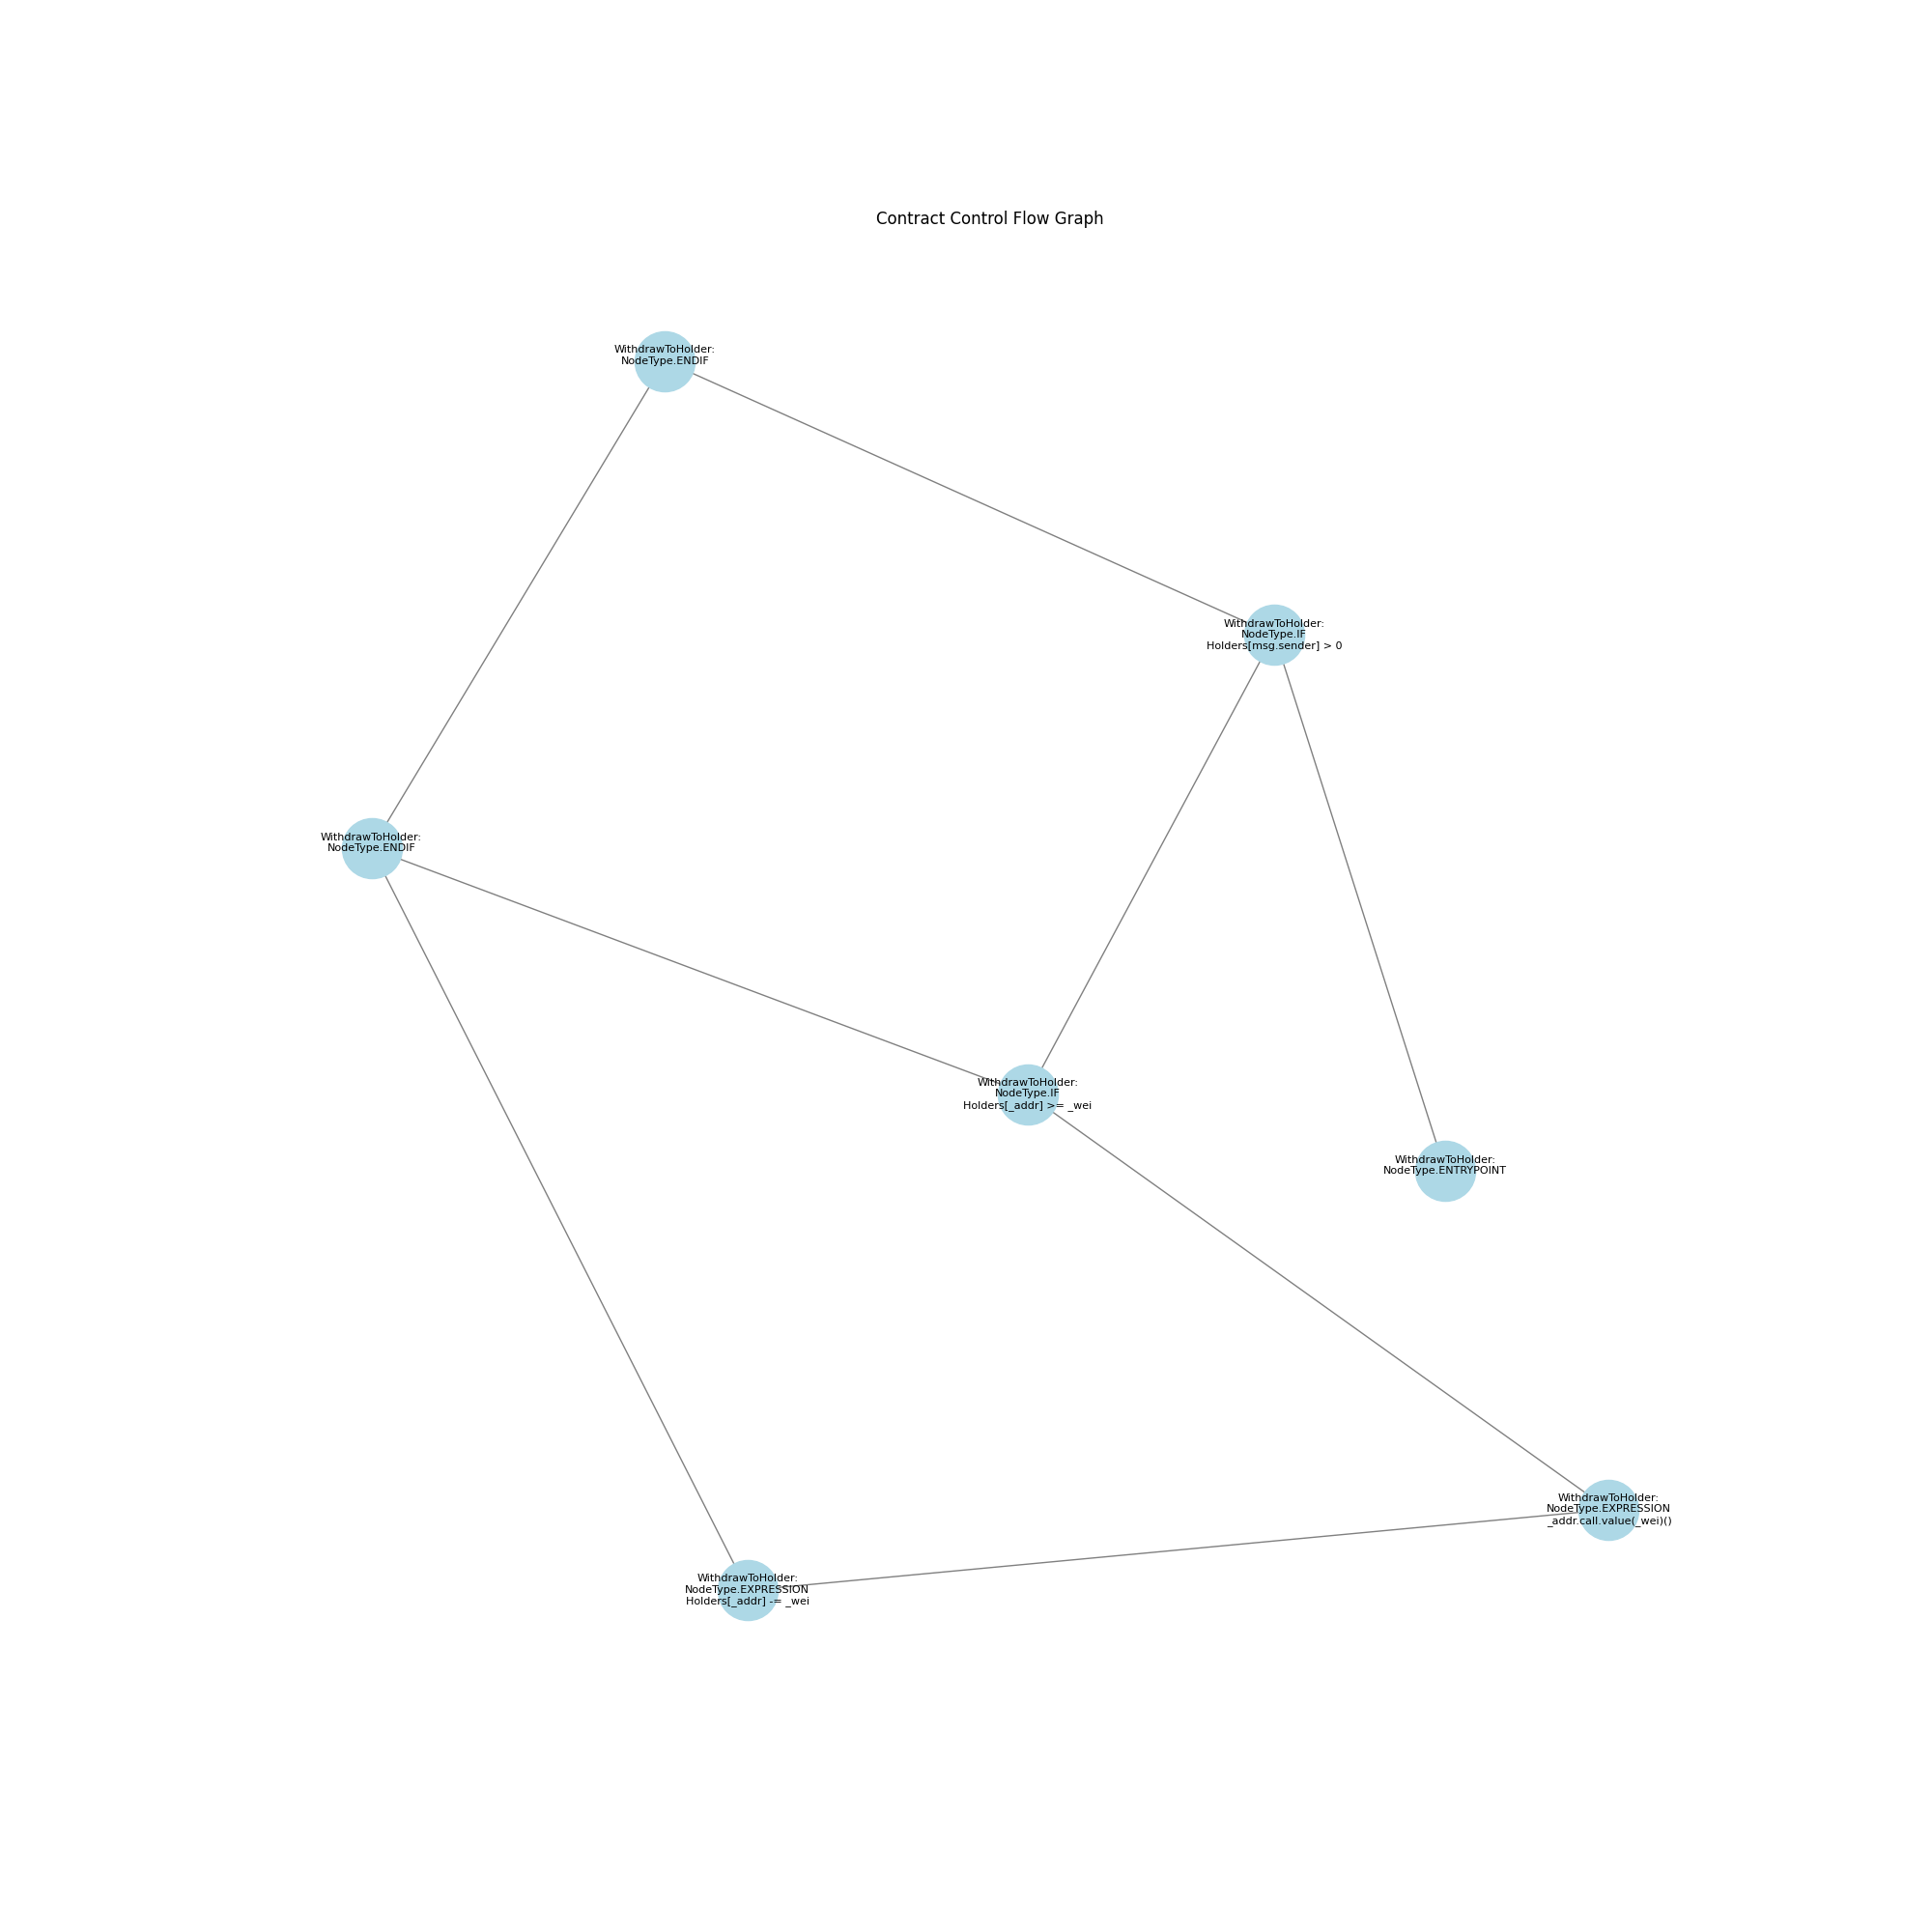 Contract Control Flow Graph
WithdrawToHolder:
NodeType.ENDIF
WithdrawToHolder:
NodeType.IF
Holders[msg.sender] > 0
WithdrawToHolder:
NodeType.ENDIF
WithdrawToHolder:
NodeType.IF
Holders[_addr] >= _wei
WithdrawToHolder:
NodeType.ENTRYPOINT
WithdrawToHolder:
NodeType.EXPRESSION
_addr.call.value(_wei)()
WithdrawToHolder:
NodeType.EXPRESSION
Holders[_addr] -= _wei